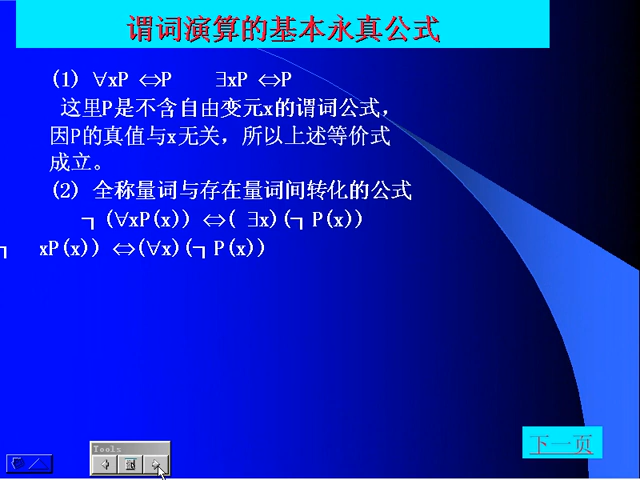 谓词演算的基本永真公式
(1) ∀xP ⇔P ∃xP ⇔P
这里P是不含自由变元x的谓词公式，
因P的真值与x无关，所以上述等价式
成立。
(2) 全称量词与存在量词间转化的公式
┐(∀xP(x)) ⇔( ∃x)(┐P(x))
┐ xP(x)) ⇔(∀x)(┐P(x))
下一页
Tools